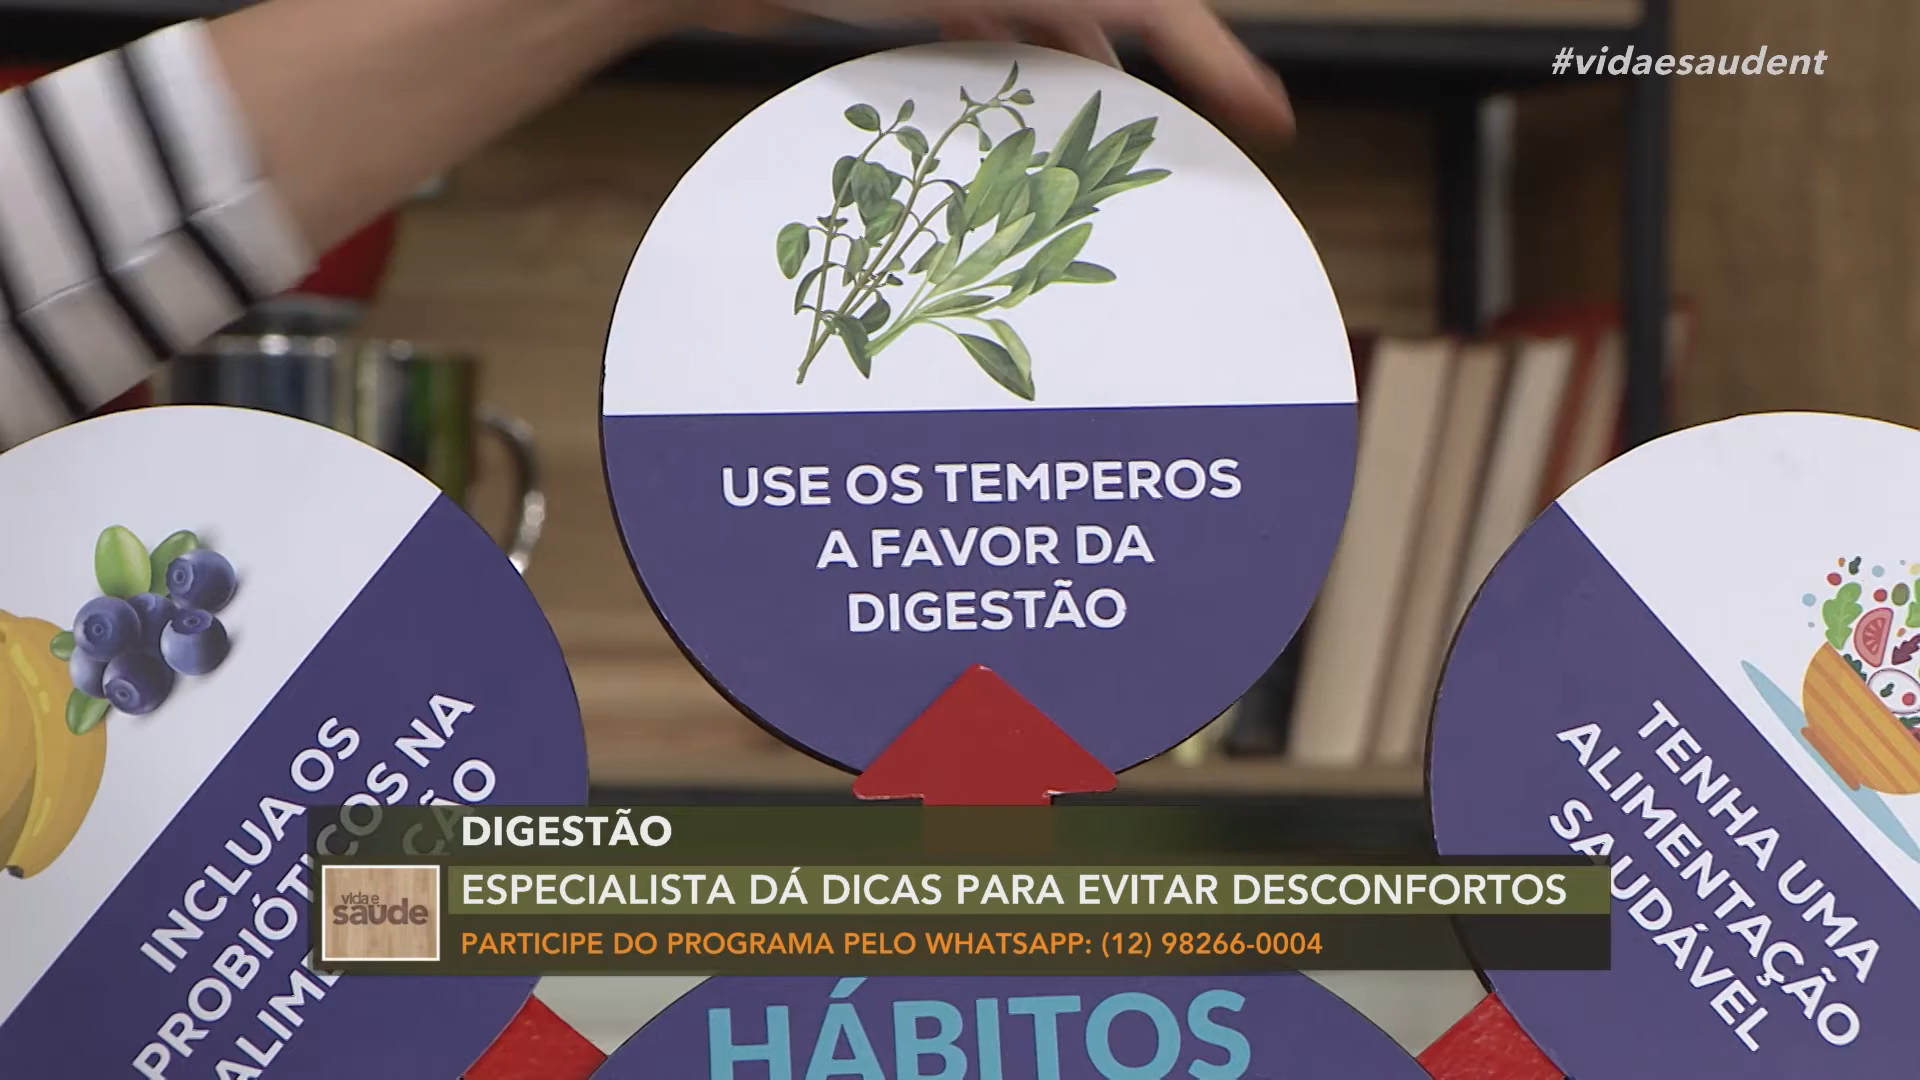 #vidaesaudent
USE OS TEMPEROS
A FAVOR DA
DIGESTÃO
INCLUA OS
PROBIÓTICOS NA
ALIMENTAÇÃO
TENHA UMA
ALIMENTAÇÃO
SAUDÁVEL
DIGESTÃO
vida e
saúde
ESPECIALISTA DÁ DICAS PARA EVITAR DESCONFORTOS
PARTICIPE DO PROGRAMA PELO WHATSAPP: (12) 98266-0004
HÁBITOS